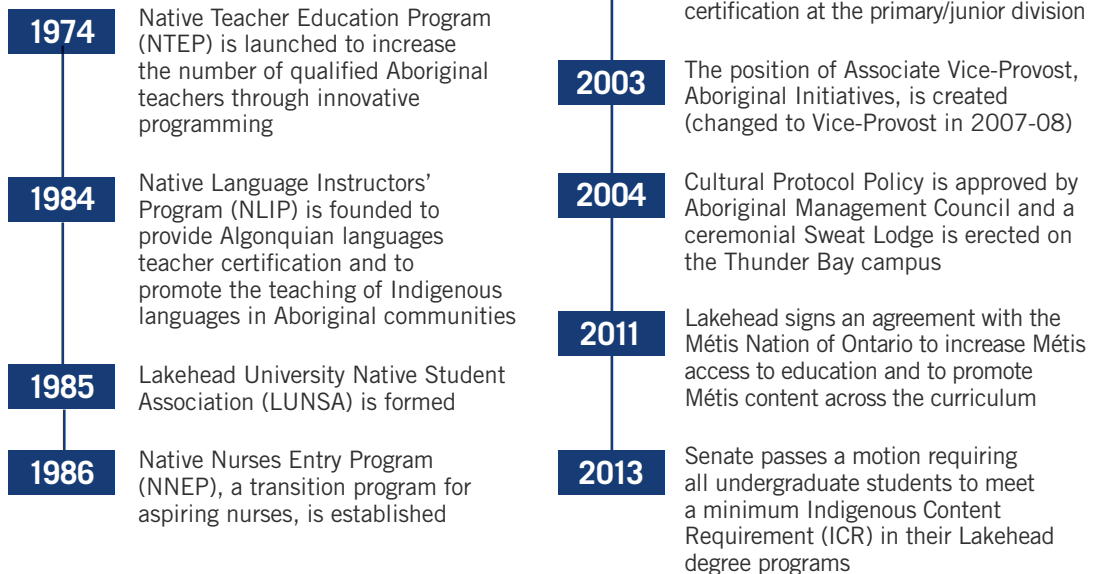 1974
Native Teacher Education Program
(NTEP) is launched to increase
the number of qualified Aboriginal
teachers through innovative
programming
1984
Native Language Instructors’
Program (NLIP) is founded to
provide Algonquian languages
teacher certification and to
promote the teaching of Indigenous
languages in Aboriginal communities
1985
Lakehead University Native Student
Association (LUNSA) is formed
1986
Native Nurses Entry Program
(NNEP), a transition program for
aspiring nurses, is established
certification at the primary/junior division
2003
The position of Associate Vice-Provost,
Aboriginal Initiatives, is created
(changed to Vice-Provost in 2007-08)
2004
Cultural Protocol Policy is approved by
Aboriginal Management Council and a
ceremonial Sweat Lodge is erected on
the Thunder Bay campus
2011
Lakehead signs an agreement with the
Métis Nation of Ontario to increase Métis
access to education and to promote
Métis content across the curriculum
2013
Senate passes a motion requiring
all undergraduate students to meet
a minimum Indigenous Content
Requirement (ICR) in their Lakehead
degree programs